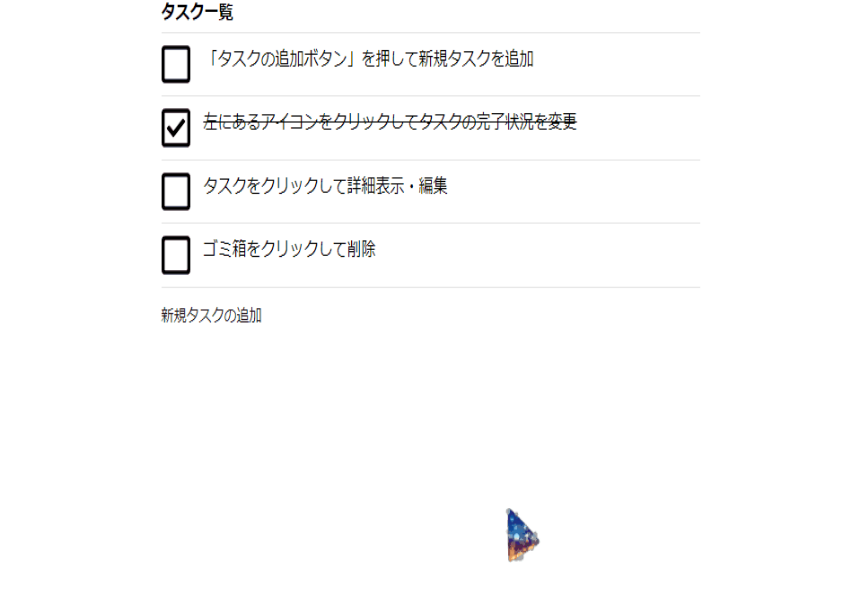 タスク一覧
「タスクの追加ボタン」を押して新規タスクを追加
左にあるアイコンをクリックしてタスクの完了状況を変更
タスクをクリックして詳細表示・編集
ゴミ箱をクリックして削除
新規タスクの追加